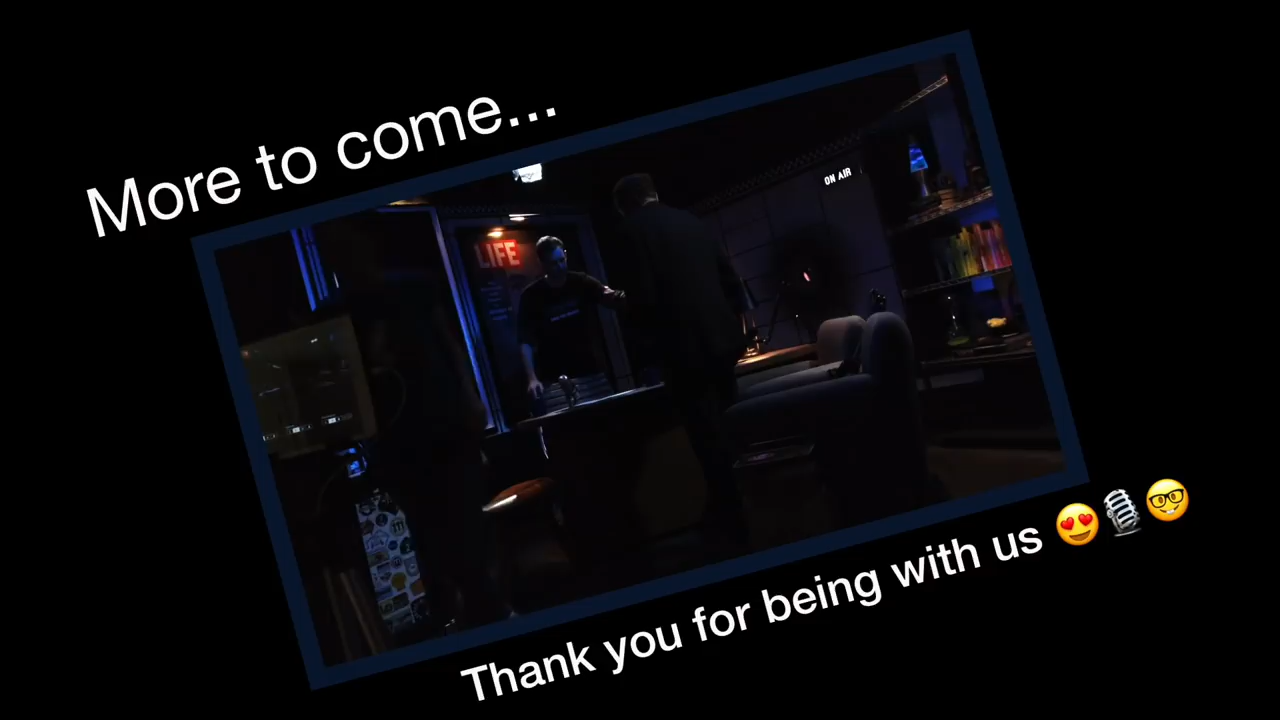 More to come...
ON AIR
LIFE
Thank you for being with us 😍🎙️🤓